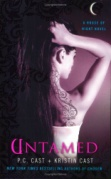 A HOUSE OF NIGHT NOVEL
UNTAMED
P.C. CAST + KRISTIN CAST